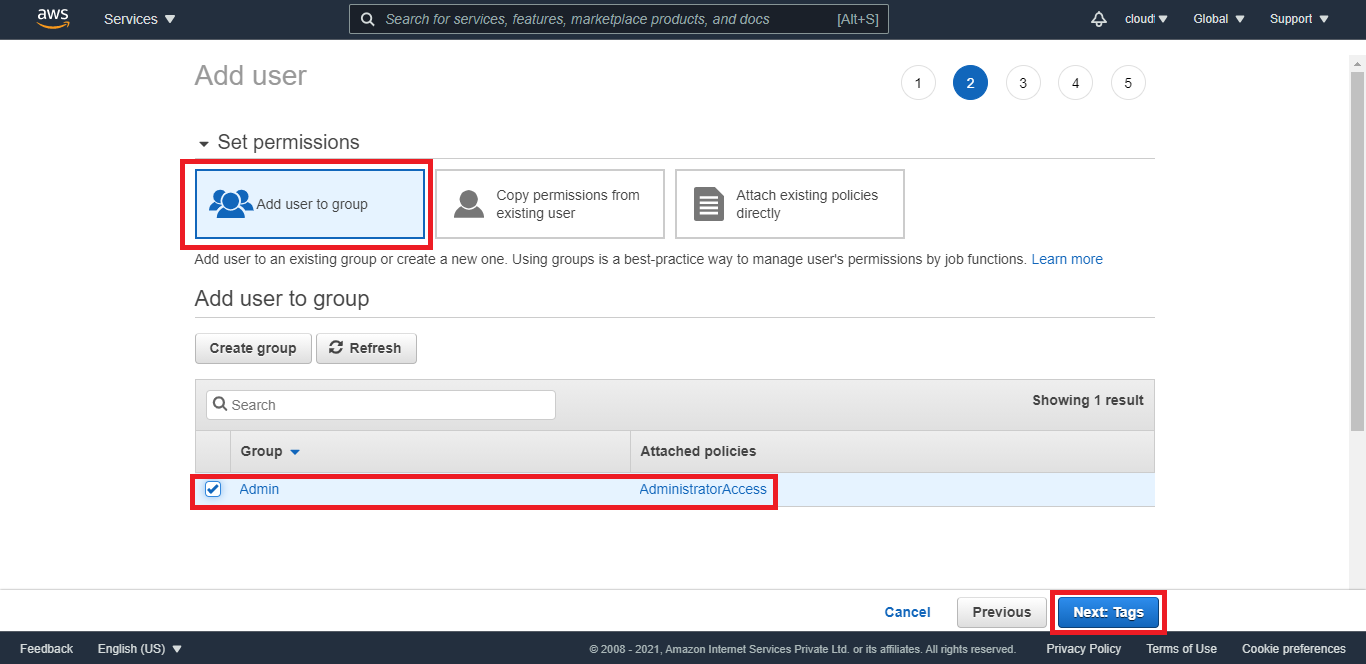 aws Services Search for services, features, marketplace products, and docs [Alt+S] cloudf Global Support
Add user 1 2 3 4 5
Set permissions
Add user to group
Copy permissions from
existing user
Attach existing policies
directly
Add user to an existing group or create a new one. Using groups is a best-practice way to manage user's permissions by job functions. Learn more
Add user to group
Create group Refresh
Search Showing 1 result
Group Attached policies
Admin AdministratorAccess
Cancel Previous Next: Tags
Feedback English (US) © 2008 - 2021, Amazon Internet Services Private Ltd. or its affiliates. All rights reserved. Privacy Policy Terms of Use Cookie preferences